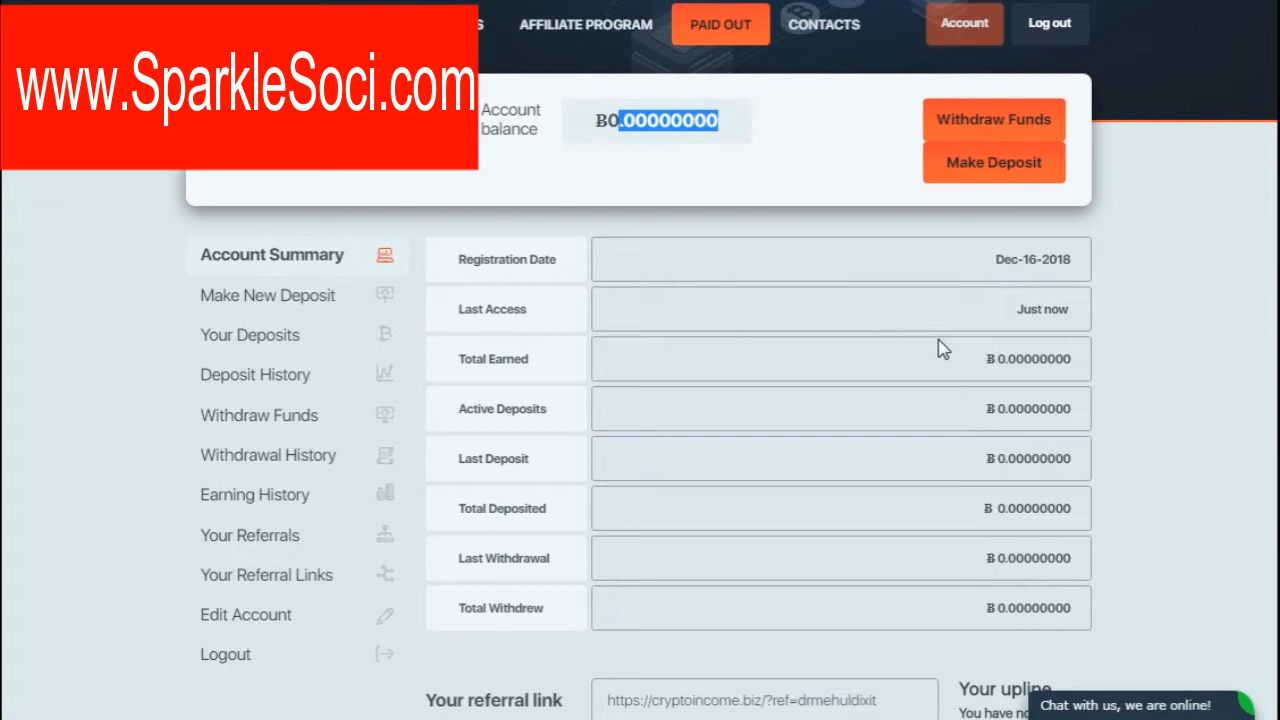 www.SparkleSoci.com
AFFILIATE PROGRAM
PAID OUT
CONTACTS
Account
Log out
Account
balance
Ƀ0.00000000
Withdraw Funds
Make Deposit
Account Summary
Make New Deposit
Your Deposits
Deposit History
Withdraw Funds
Withdrawal History
Earning History
Your Referrals
Your Referral Links
Edit Account
Logout
Registration Date Dec-16-2018
Last Access Just now
Total Earned Ƀ 0.00000000
Active Deposits Ƀ 0.00000000
Last Deposit Ƀ 0.00000000
Total Deposited Ƀ 0.00000000
Last Withdrawal Ƀ 0.00000000
Total Withdrew Ƀ 0.00000000
Your referral link
https://cryptoincome.biz/?ref=drmehuldixit
Your upline
You have no
Chat with us, we are online!